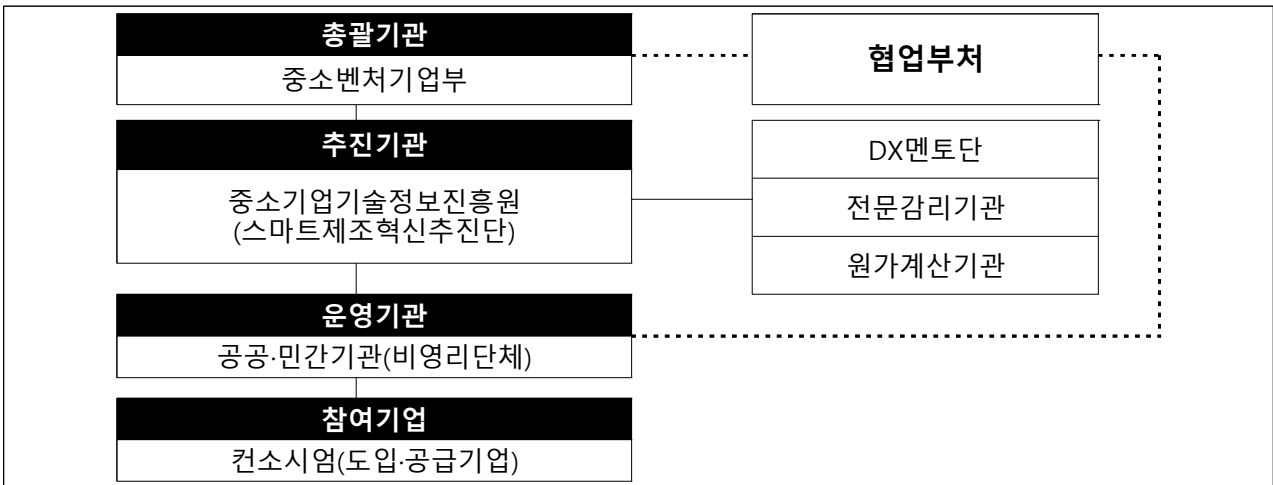 총괄기관
중소벤처기업부
협업부처
추진기관
중소기업기술정보진흥원
(스마트제조혁신추진단)
DX멘토단
전문감리기관
원가계산기관
운영기관
공공·민간기관(비영리단체)
참여기업
컨소시엄(도입·공급기업)